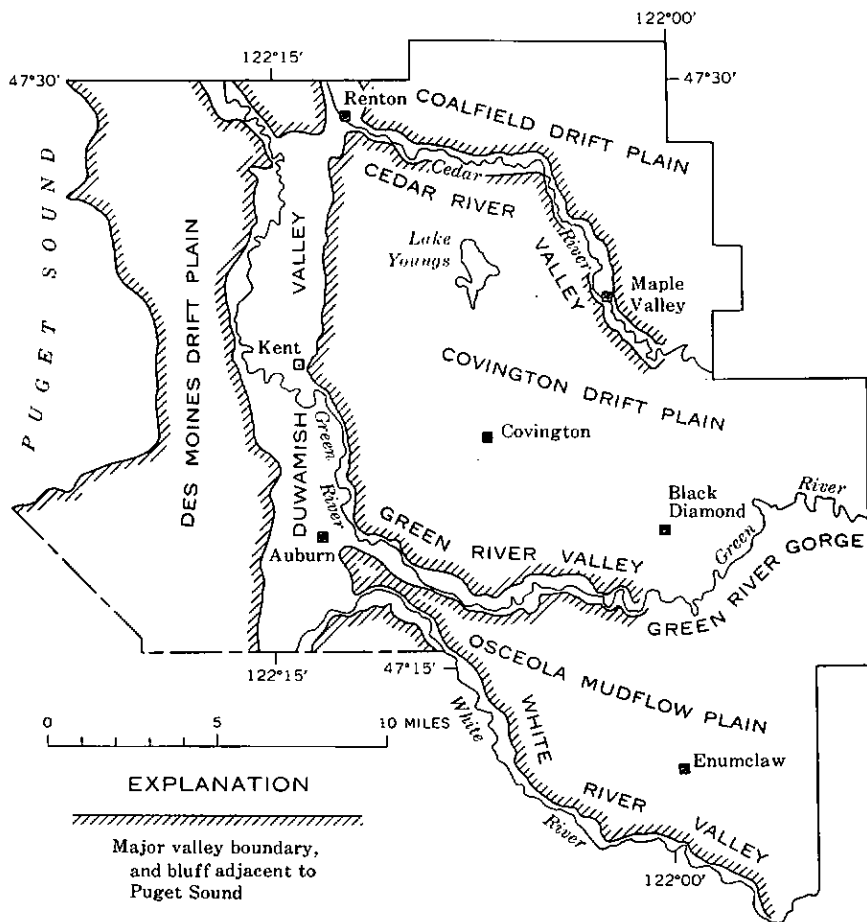 122°00'
122°15'
47°30'
47°30'
Renton
COALFIELD DRIFT PLAIN
Cedar
River
CEDAR RIVER
VALLEY
PUGET SOUND
DES MOINES DRIFT PLAIN
VALLEY
DUWAMISH
Lake
Youngs
Maple
Valley
Kent
COVINGTON DRIFT PLAIN
Covington
Green
River
Black
Diamond
River
Green
Auburn
GREEN RIVER VALLEY
GREEN RIVER GORGE
122°15'
47°15'
OSCEOLA MUDFLOW PLAIN
White
River
WHITE
RIVER
VALLEY
Enumclaw
122°00'
0 5 10 MILES
EXPLANATION
Major valley boundary,
and bluff adjacent to
Puget Sound